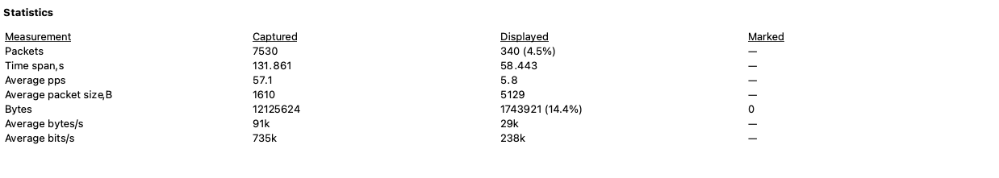 Statistics
Measurement Captured Displayed Marked
Packets 7530 340 (4.5%) —
Time span,s 131.861 58.443 —
Average pps 57.1 5.8 —
Average packet size,B 1610 5129 —
Bytes 12125624 1743921 (14.4%) 0
Average bytes/s 91k 29k —
Average bits/s 735k 238k —